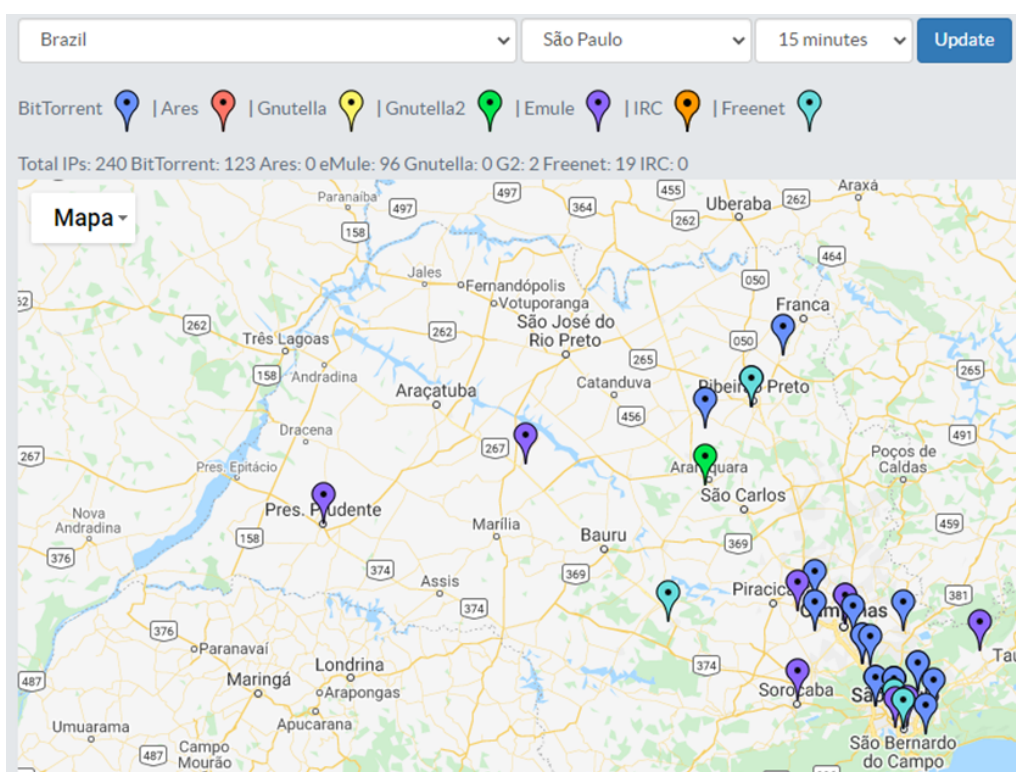 Brazil São Paulo 15 minutes Update
BitTorrent | Ares | Gnutella | Gnutella2 | Emule | IRC | Freenet
Total IPs: 240 BitTorrent: 123 Ares: 0 eMule: 96 Gnutella: 0 G2: 2 Freenet: 19 IRC: 0
Mapa
Paranaíba
497
497
364
455
262
Uberaba
262
Araxá
158
464
Jales
Fernandópolis
Votuporanga
050
Franca
262
Três Lagoas
262
São José do
Rio Preto
050
265
158
Andradina
Araçatuba
Catanduva
Preto
265
456
Dracena
267
267
491
Pres. Epitácio
Poços de
Caldas
São Carlos
Pres.
Nova
Andradina
158
Marília
Bauru
459
376
369
374
369
Assis
374
381
376
Paranavaí
487
Maringá
Londrina
Arapongas
374
Apucarana
Umuarama
487
Campo
Mourão
São Bernardo
do Campo